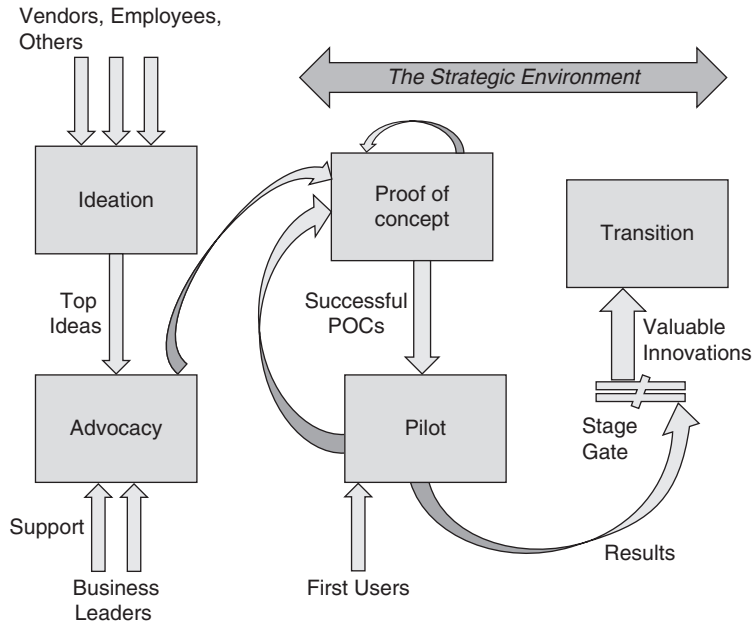 Vendors, Employees,
Others
The Strategic Environment
Ideation
Proof of
concept
Transition
Top
Ideas
Successful
POCs
Valuable
Innovations
Advocacy
Pilot
Stage
Gate
Support
Results
Business
Leaders
First Users